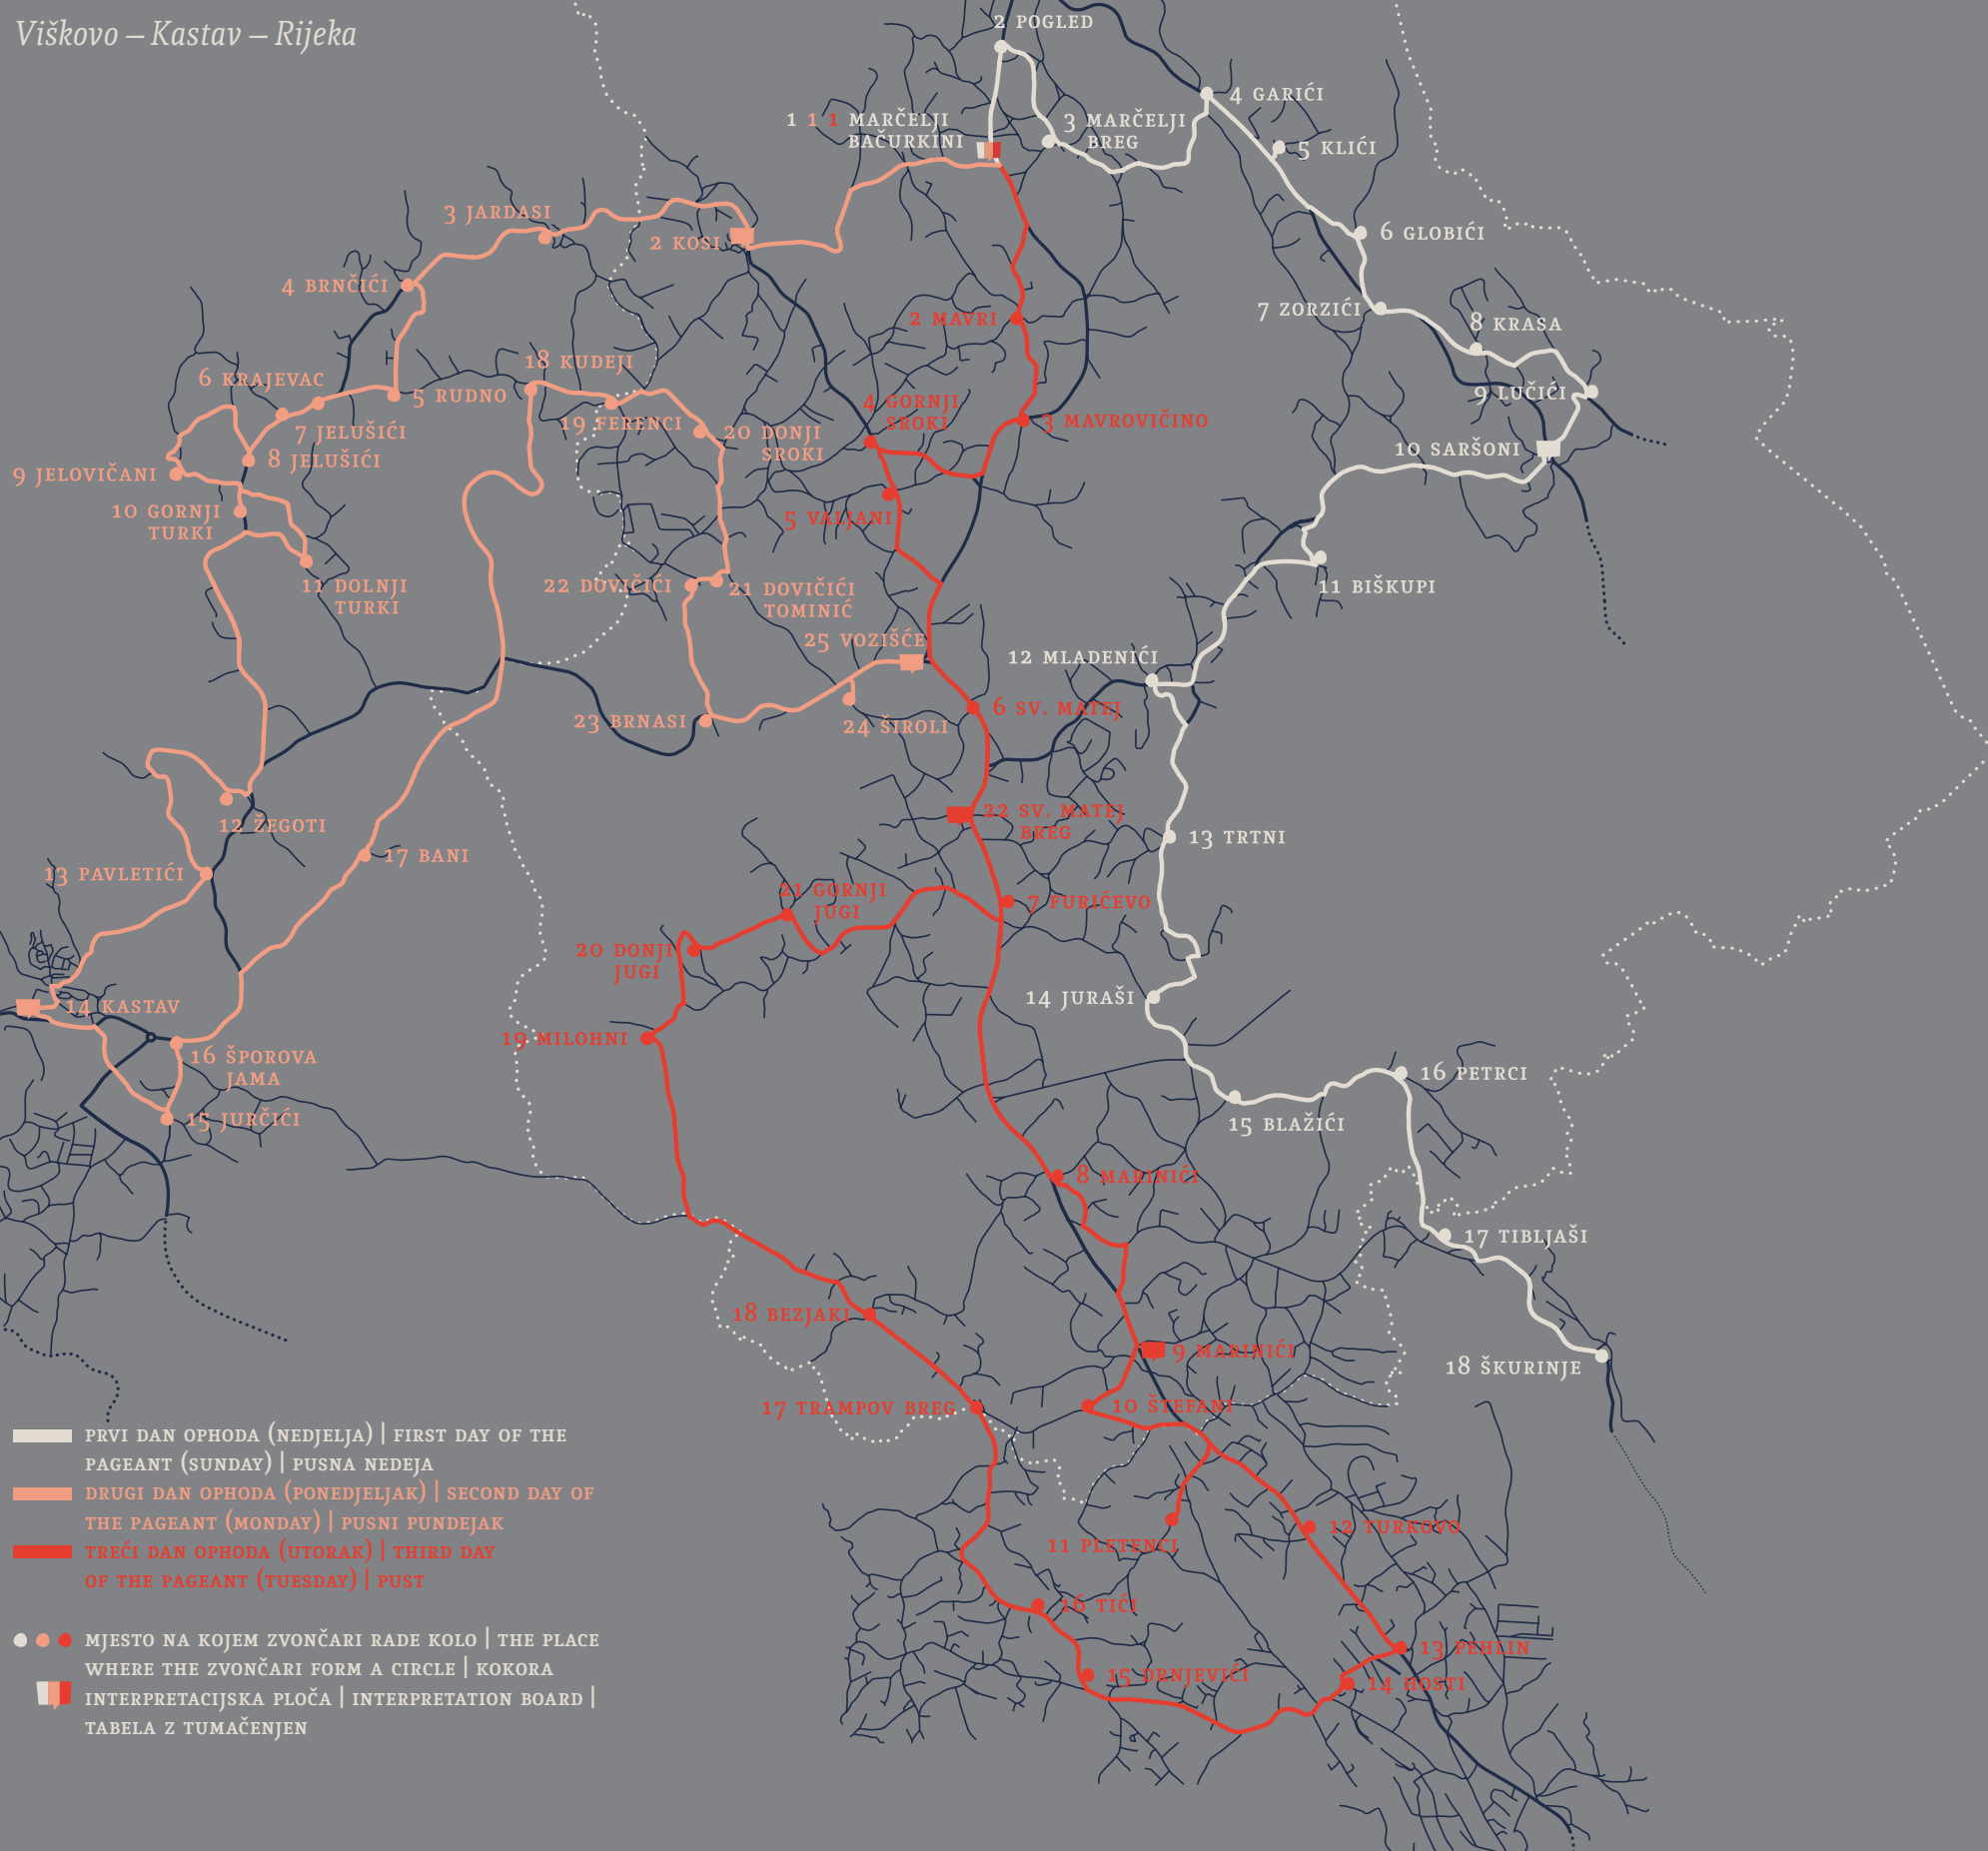 Viškovo – Kastav – Rijeka
2 POGLED
4 GARIĆI
1 1 1 MARČELJI
BAČURKINI
3 MARČELJI
BREG
5 KLIĆI
3 JARDASI
2 KOSI
6 GLOBIĆI
4 BRNČIĆI
7 ZORZIĆI
2 MAVRI
8 KRASA
18 KUDEJI
6 KRAJEVAC
5 RUDNO
9 LUČIĆI
4 GORNJI
SROKI
3 MAVROVIČINO
19 FERENCI
20 DONJI
SROKI
7 JELUŠIĆI
8 JELUŠIĆI
10 SARŠONI
9 JELOVIČANI
10 GORNJI
TURKI
5 VALJANI
11 DOLNJI
TURKI
22 DOVIČIĆI
21 DOVIČIĆI
TOMINIĆ
11 BIŠKUPI
25 VOZIŠĆE
12 MLADENIĆI
6 SV. MATEJ
23 BRNASI
24 ŠIROLI
12 ŽEGOTI
22 SV. MATEJ
BREG
13 TRTNI
17 BANI
13 PAVLETIĆI
21 GORNJI
JUGI
7 FURIĆEVO
20 DONJI
JUGI
14 JURAŠI
14 KASTAV
19 MILOHNI
16 ŠPOROVA
JAMA
16 PETRCI
15 JURČIĆI
15 BLAŽIĆI
8 MARINIĆI
17 TIBLJAŠI
18 BEZJAKI
9 MARINIĆI
18 ŠKURINJE
17 TRAMPOV BREG
10 ŠTEFANI
12 TURKOVO
11 PLETENCI
16 TIĆI
13 PEHLIN
15 DRNJEVIĆI
14 HOSTI
PRVI DAN OPHODA (NEDJELJA) | FIRST DAY OF THE
PAGEANT (SUNDAY) | PUSNA NEDEJA
DRUGI DAN OPHODA (PONEDJELJAK) | SECOND DAY OF
THE PAGEANT (MONDAY) | PUSNI PUNDEJAK
TREĆI DAN OPHODA (UTORAK) | THIRD DAY
OF THE PAGEANT (TUESDAY) | PUST
MJESTO NA KOJEM ZVONČARI RADE KOLO | THE PLACE
WHERE THE ZVONČARI FORM A CIRCLE | KOKORA
INTERPRETACIJSKA PLOČA | INTERPRETATION BOARD |
TABELA Z TUMAČENJEN